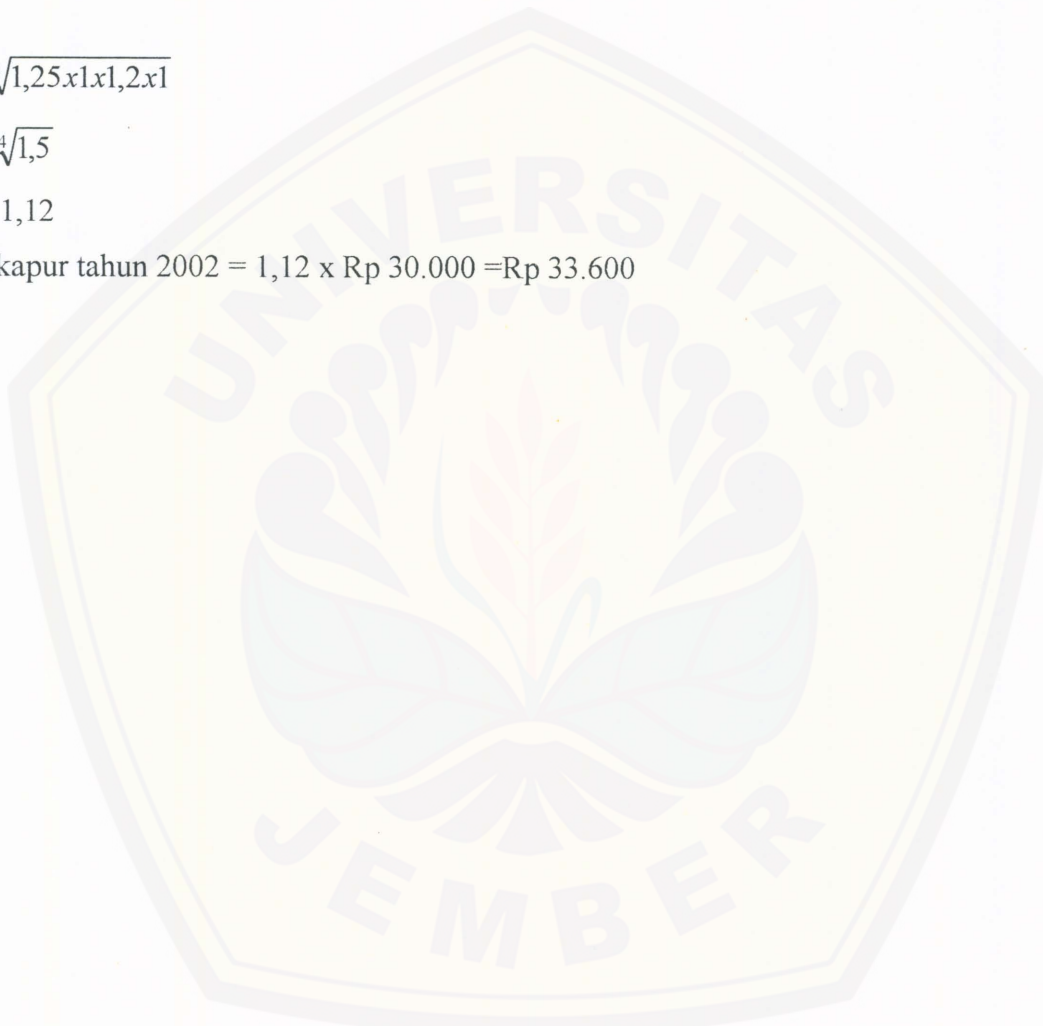 √1,25x1x1,2x1
⁴√1,5
1,12
kapur tahun 2002 = 1,12 x Rp 30.000 =Rp 33.600
UNIVERSITAS
JEMBER